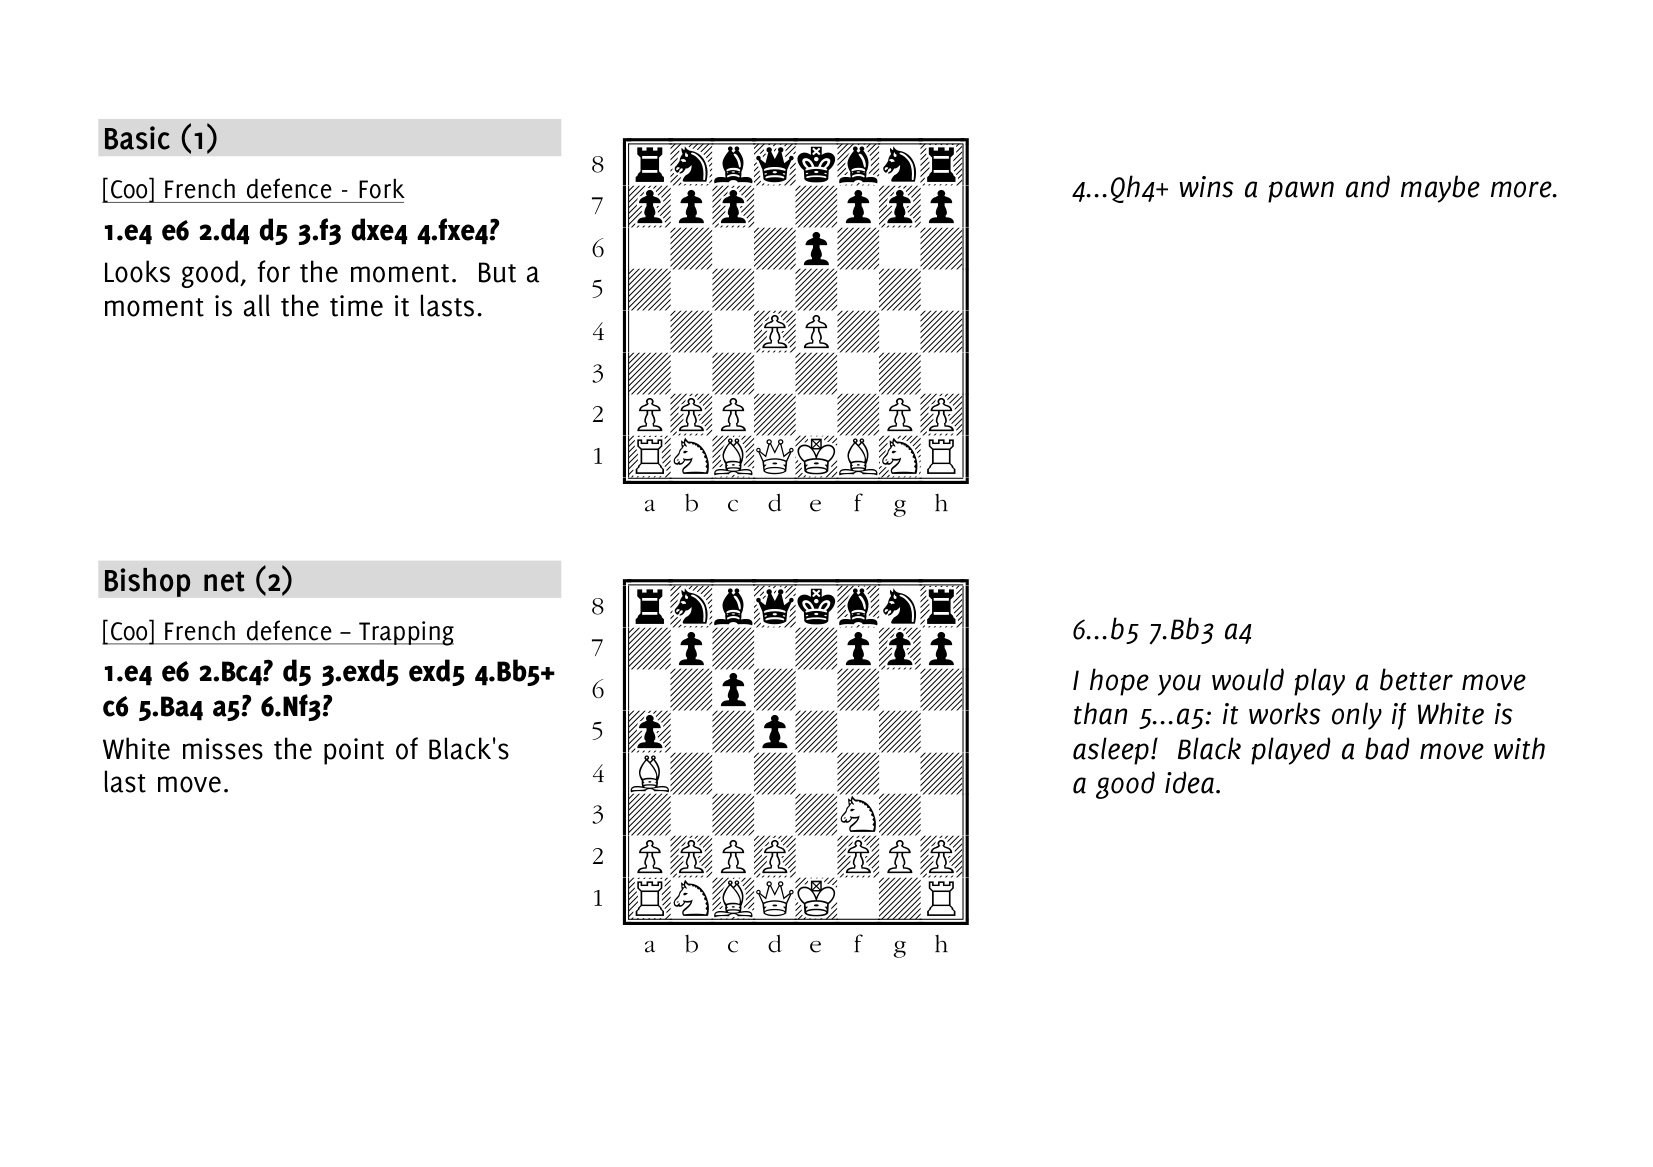 Basic (1)
[Coo] French defence - Fork
1.e4 e6 2.d4 d5 3.f3 dxe4 4.fxe4?
Looks good, for the moment.  But a
moment is all the time it lasts.
8
7
6
5
4
3
2
1
a b c d e f g h
4...Qh4+ wins a pawn and maybe more.
Bishop net (2)
[Coo] French defence – Trapping
1.e4 e6 2.Bc4? d5 3.exd5 exd5 4.Bb5+
c6 5.Ba4 a5? 6.Nf3?
White misses the point of Black's
last move.
8
7
6
5
4
3
2
1
a b c d e f g h
6...b5 7.Bb3 a4
I hope you would play a better move
than 5...a5: it works only if White is
asleep!  Black played a bad move with
a good idea.